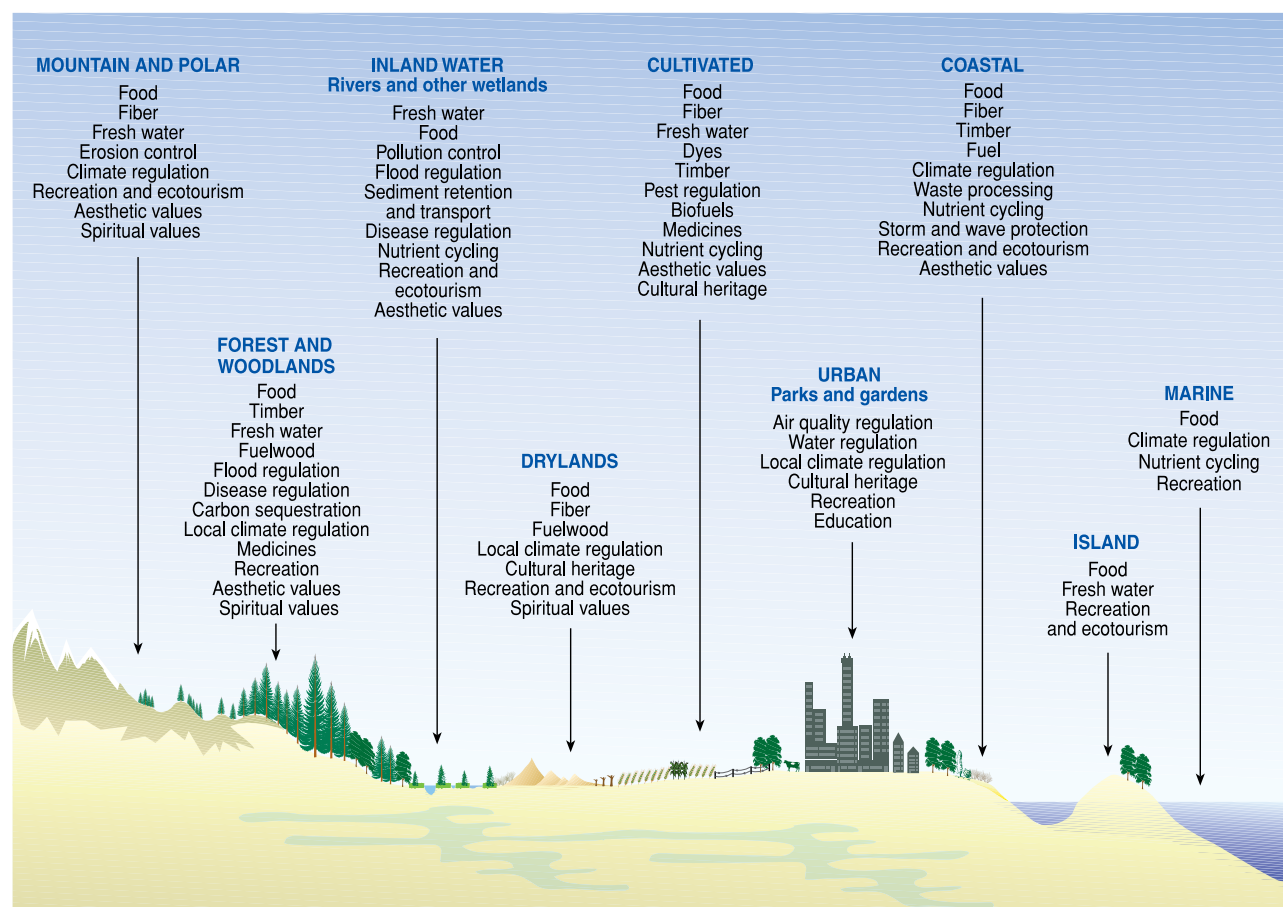 MOUNTAIN AND POLAR
Food
Fiber
Fresh water
Erosion control
Climate regulation
Recreation and ecotourism
Aesthetic values
Spiritual values
INLAND WATER
Rivers and other wetlands
Fresh water
Food
Pollution control
Flood regulation
Sediment retention
and transport
Disease regulation
Nutrient cycling
Recreation and
ecotourism
Aesthetic values
CULTIVATED
Food
Fiber
Fresh water
Dyes
Timber
Pest regulation
Biofuels
Medicines
Nutrient cycling
Aesthetic values
Cultural heritage
COASTAL
Food
Fiber
Timber
Fuel
Climate regulation
Waste processing
Nutrient cycling
Storm and wave protection
Recreation and ecotourism
Aesthetic values
FOREST AND
WOODLANDS
Food
Timber
Fresh water
Fuelwood
Flood regulation
Disease regulation
Carbon sequestration
Local climate regulation
Medicines
Recreation
Aesthetic values
Spiritual values
DRYLANDS
Food
Fiber
Fuelwood
Local climate regulation
Cultural heritage
Recreation and ecotourism
Spiritual values
URBAN
Parks and gardens
Air quality regulation
Water regulation
Local climate regulation
Cultural heritage
Recreation
Education
MARINE
Food
Climate regulation
Nutrient cycling
Recreation
ISLAND
Food
Fresh water
Recreation
and ecotourism